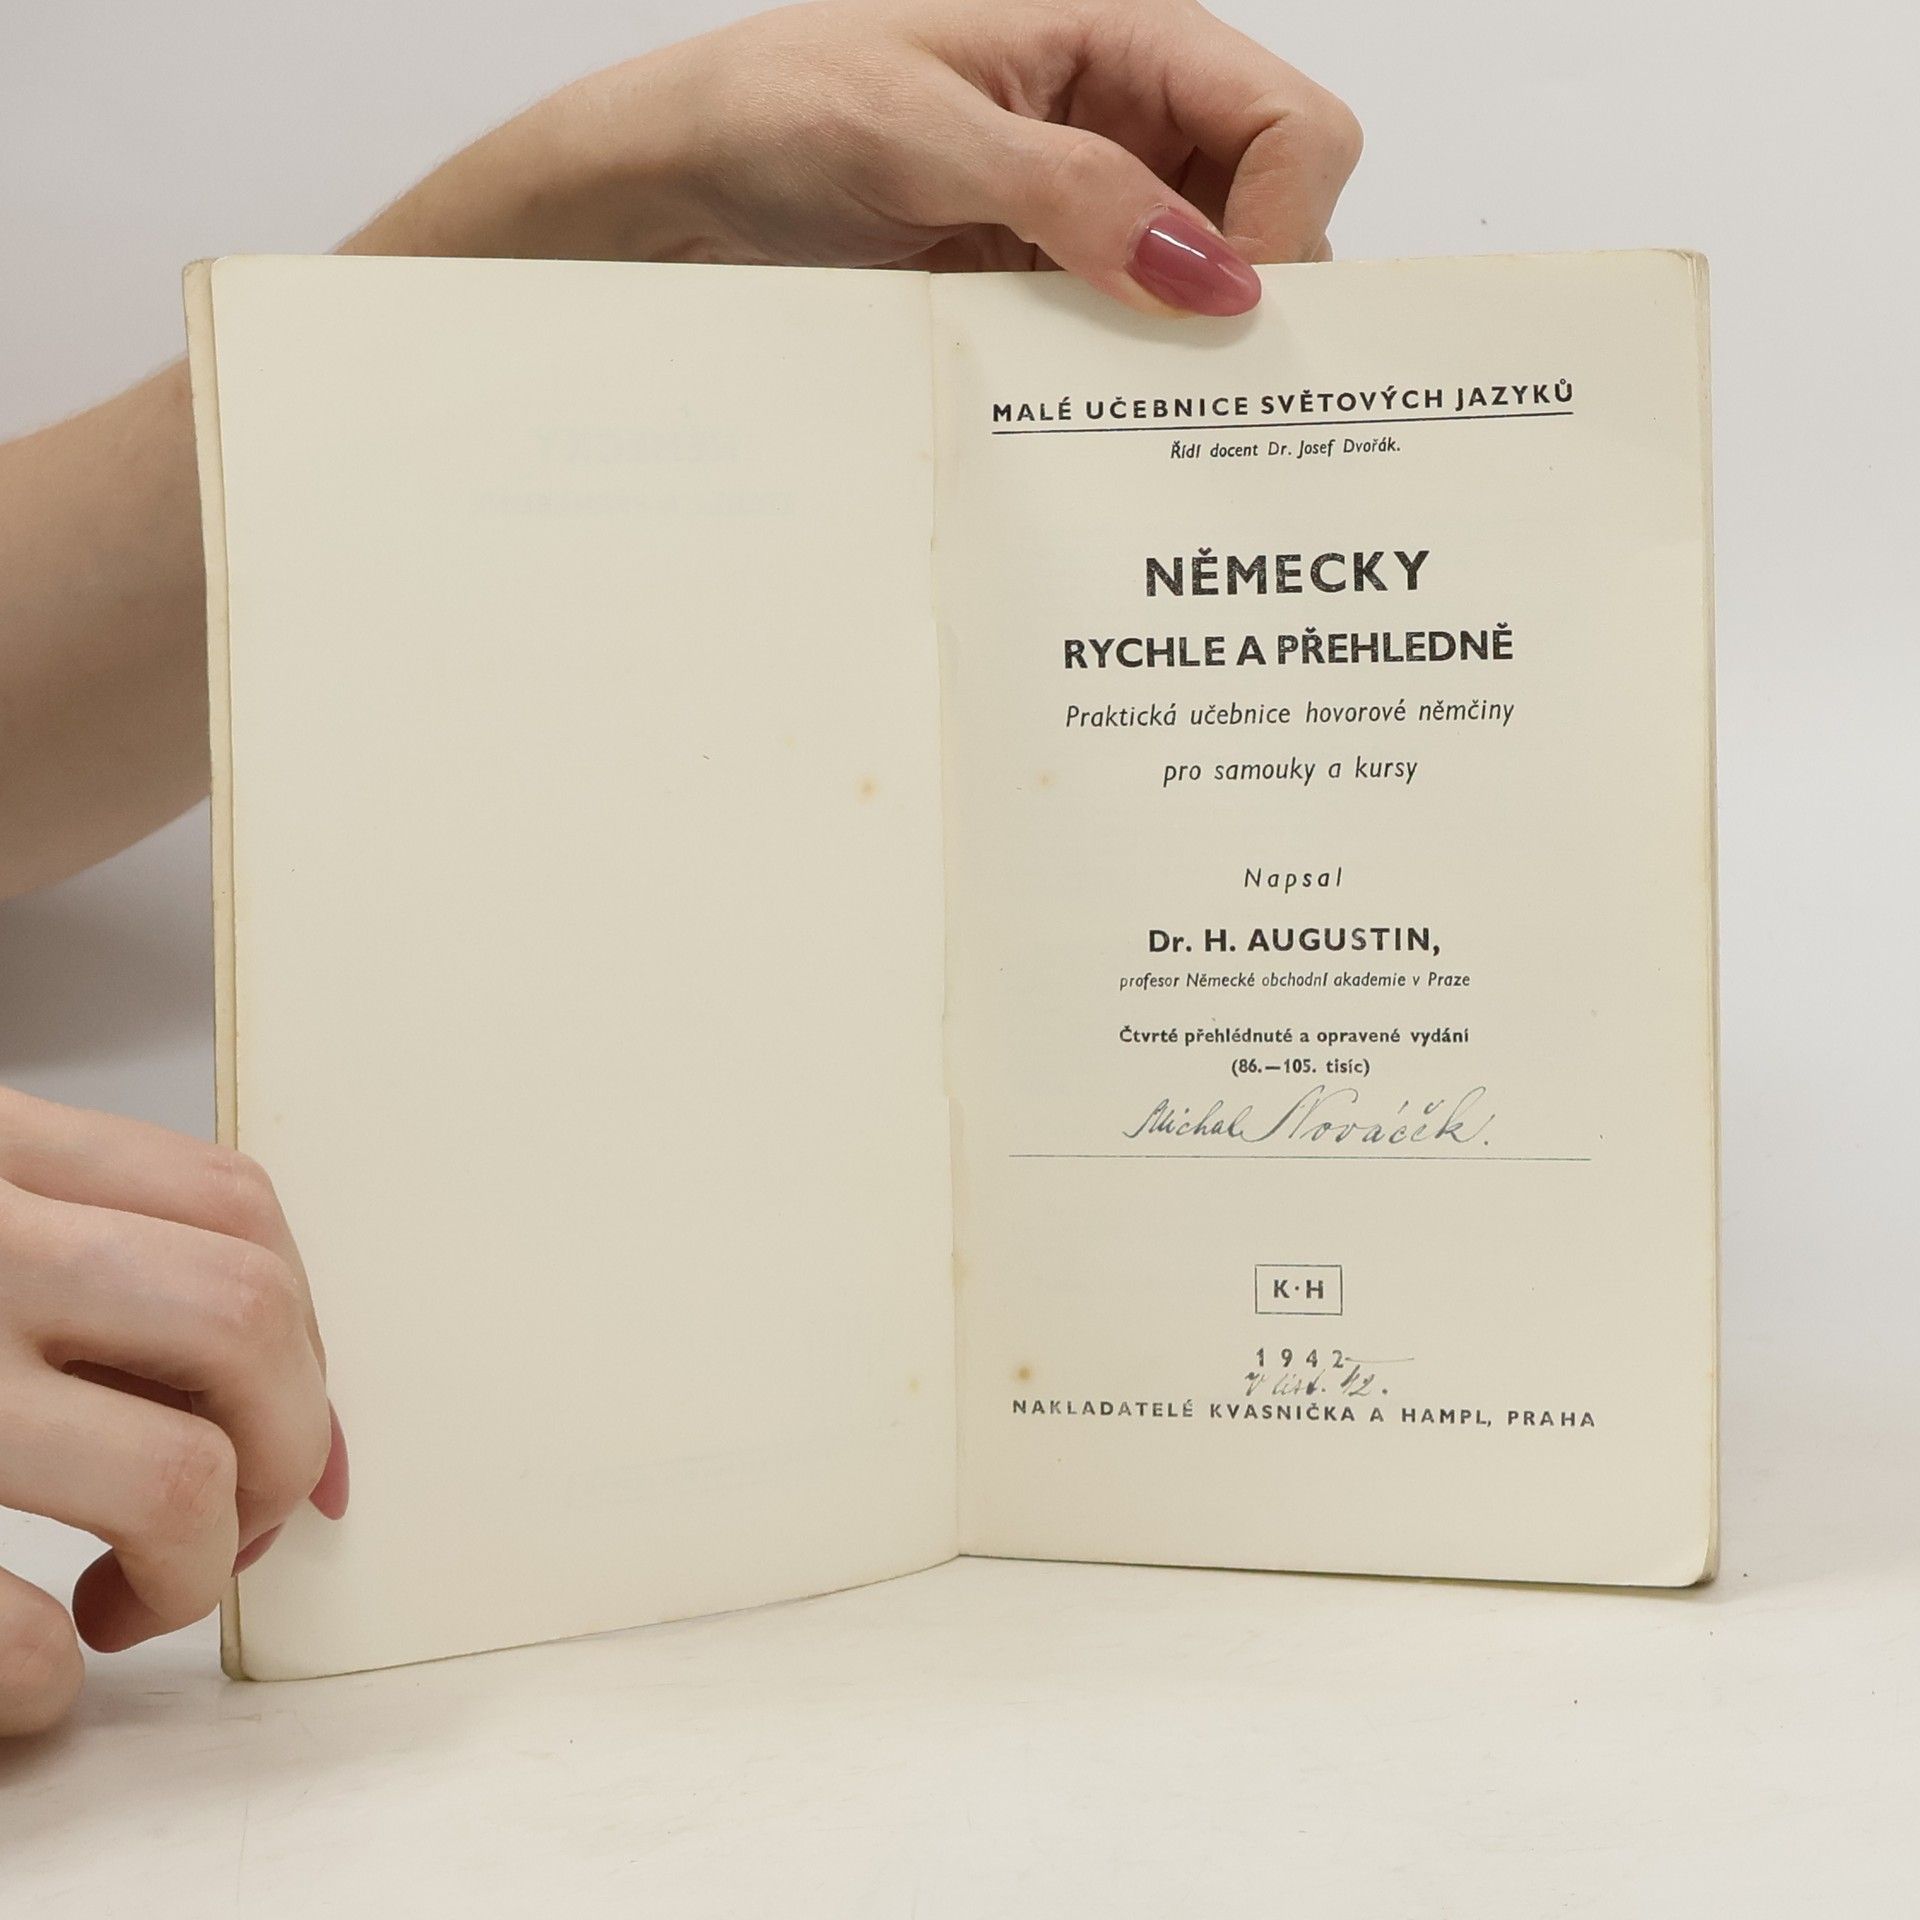 MALÉ UČEBNICE SVĚTOVÝCH JAZYKŮ
Řídí docent Dr. Josef Dvořák.
NĚMECKY
RYCHLE A PŘEHLEDNĚ
Praktická učebnice hovorové němčiny
pro samouky a kursy
Napsal
Dr. H. AUGUSTIN,
profesor Německé obchodní akademie v Praze
Čtvrté přehlédnuté a opravené vydání
(86.—105. tisíc)
Michal Nováček.
K·H
1942
V list. 42.
NAKLADATELÉ KVASNIČKA A HAMPL, PRAHA